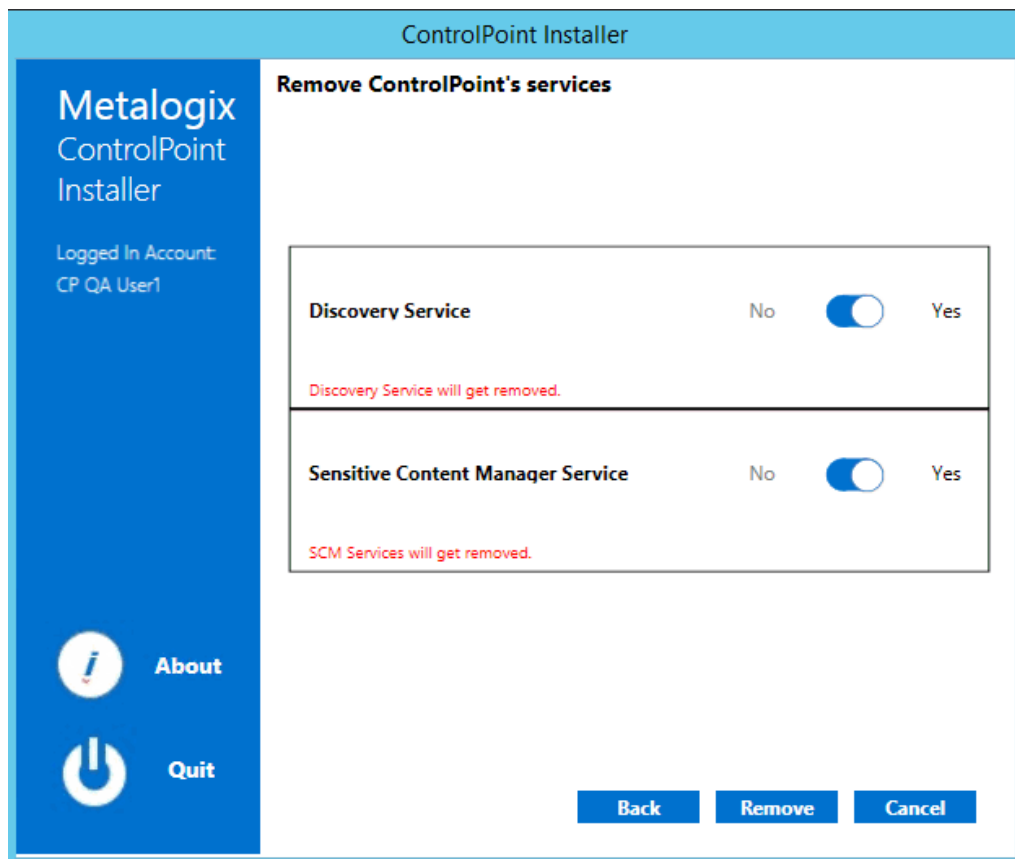 ControlPoint Installer
Metalogix
ControlPoint
Installer
Logged In Account:
CP QA User1
About
Quit
Remove ControlPoint's services
Discovery Service No Yes
Discovery Service will get removed.
Sensitive Content Manager Service No Yes
SCM Services will get removed.
Back Remove Cancel